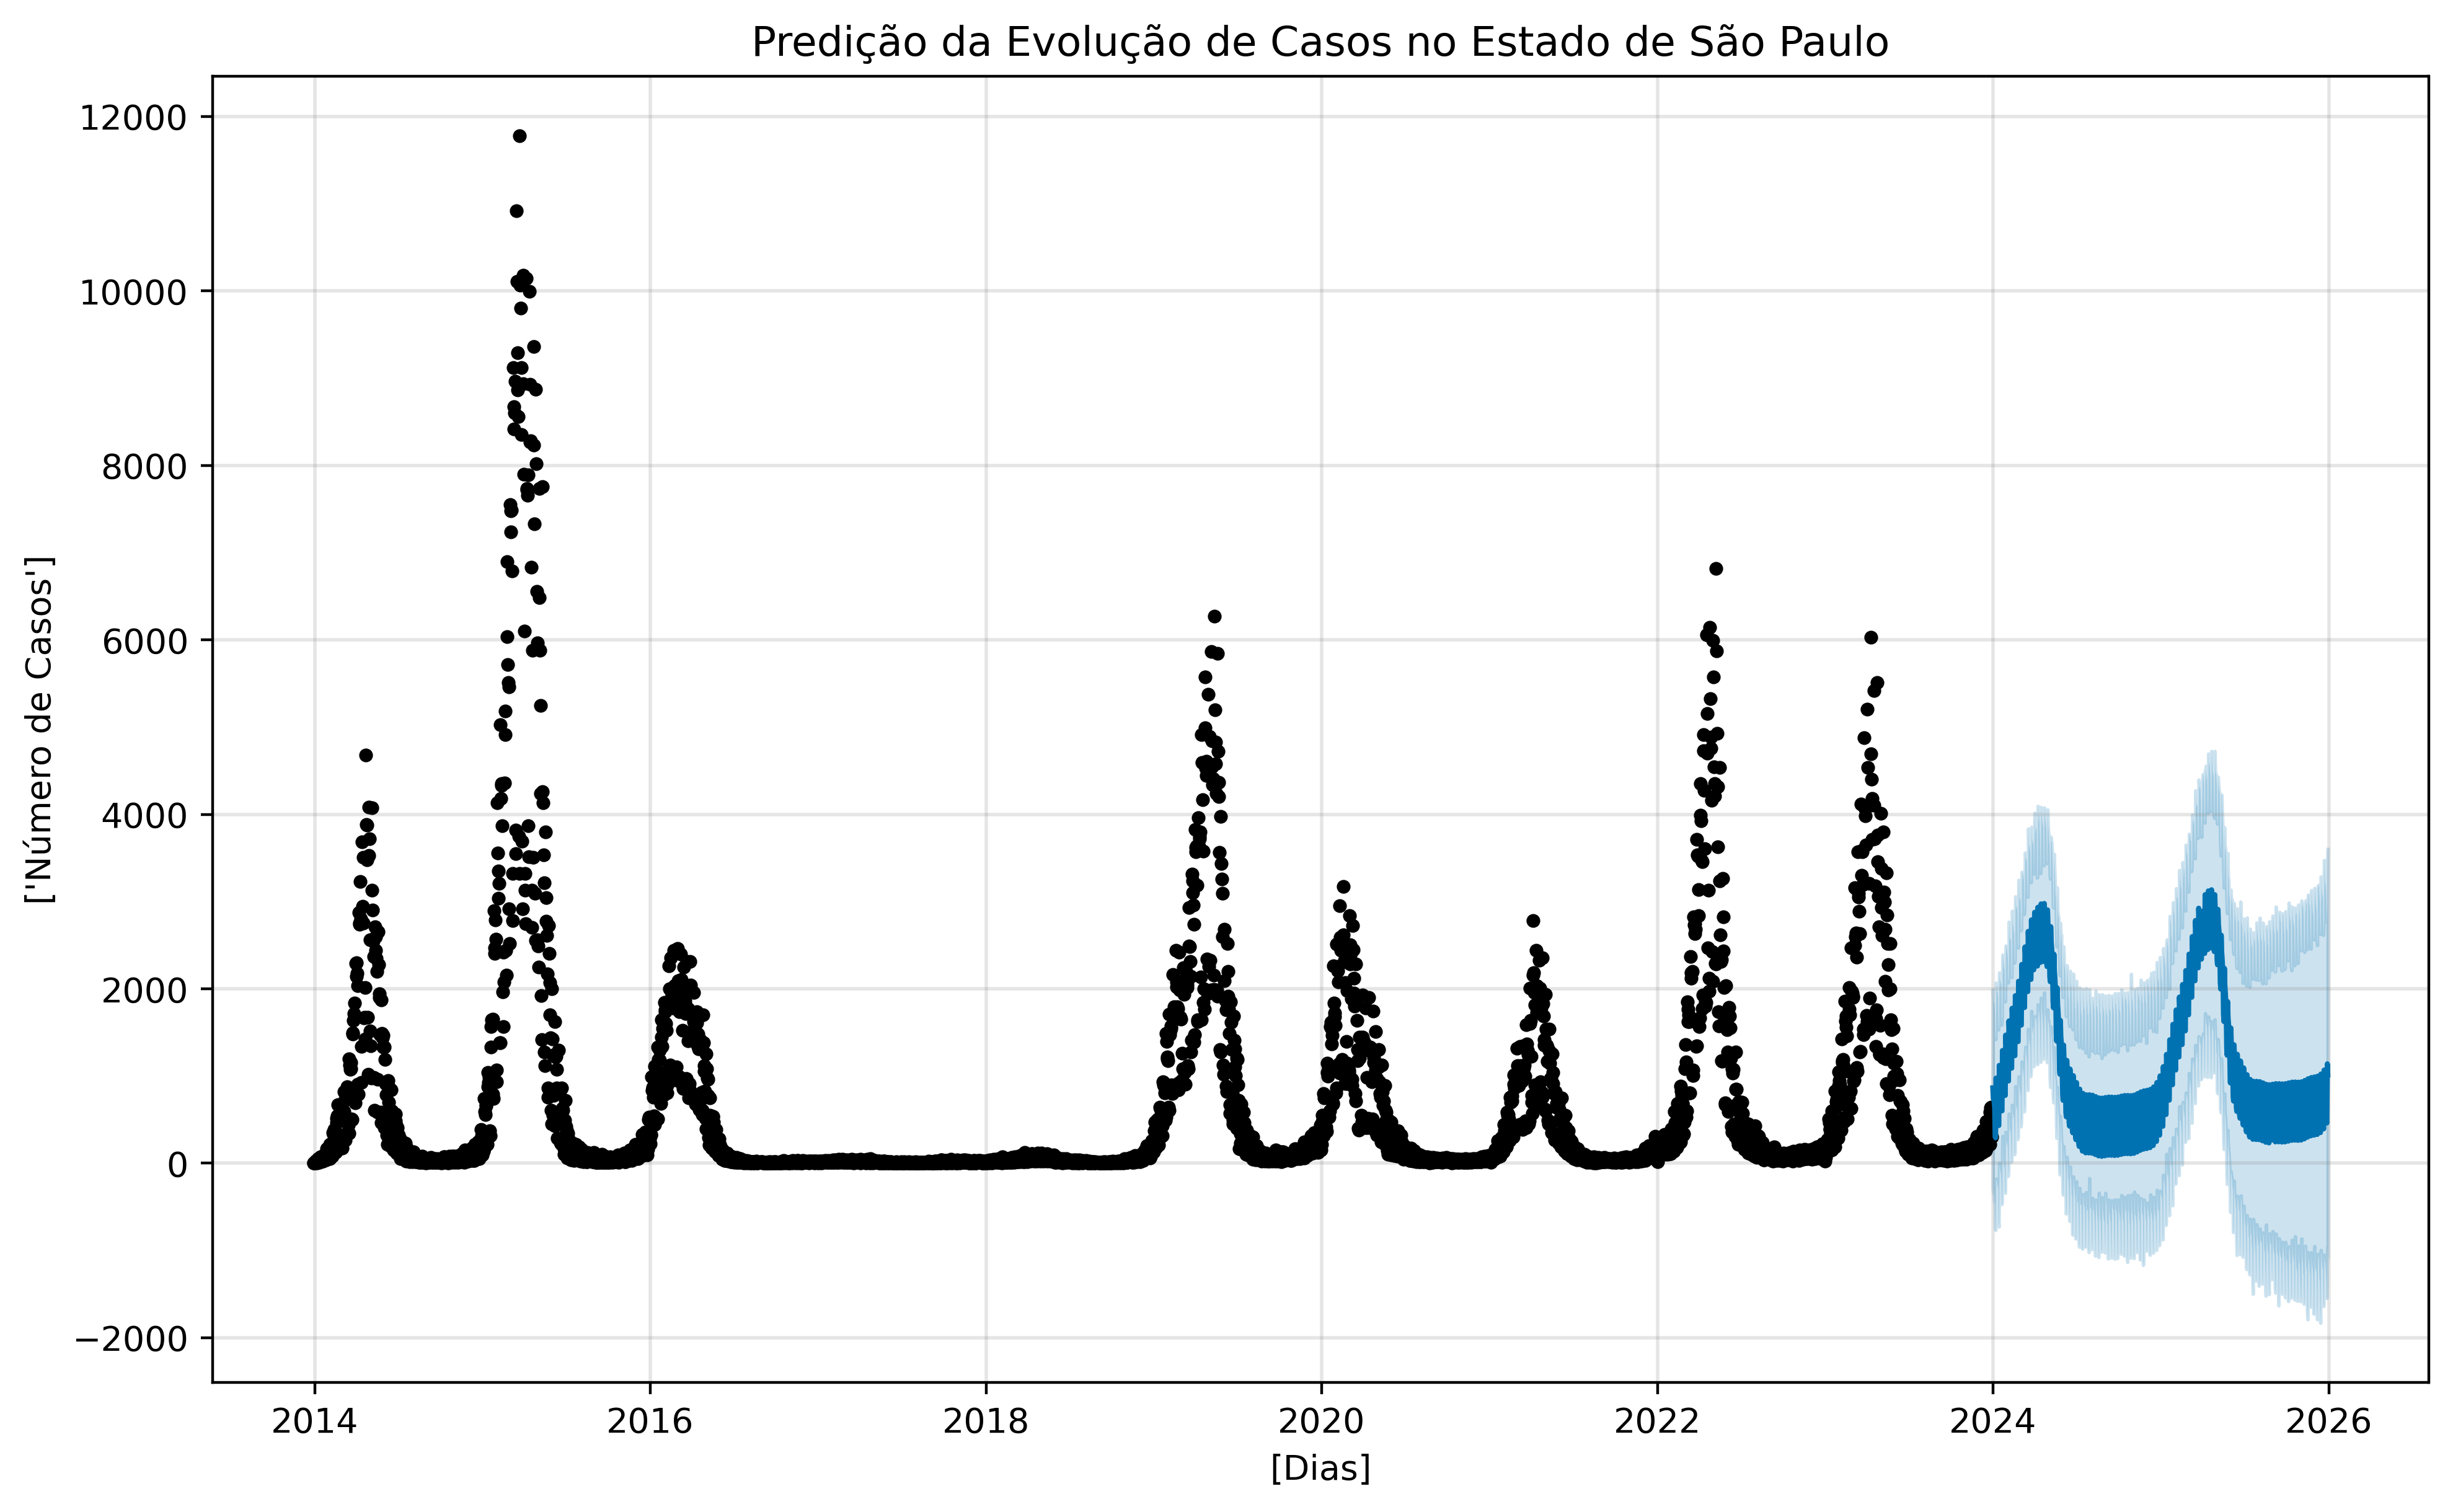 Predição da Evolução de Casos no Estado de São Paulo
12000
10000
8000
6000
4000
2000
0
−2000
['Número de Casos']
2014 2016 2018 2020 2022 2024 2026
[Dias]